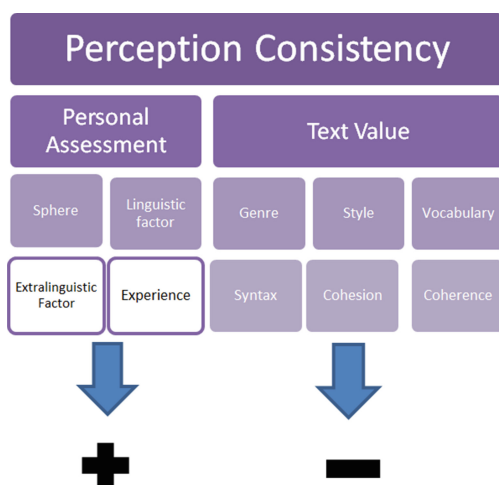 Perception Consistency
Personal
Assessment
Text Value
Sphere
Linguistic
factor
Genre
Style
Vocabulary
Extralinguistic
Factor
Experience
Syntax
Cohesion
Coherence